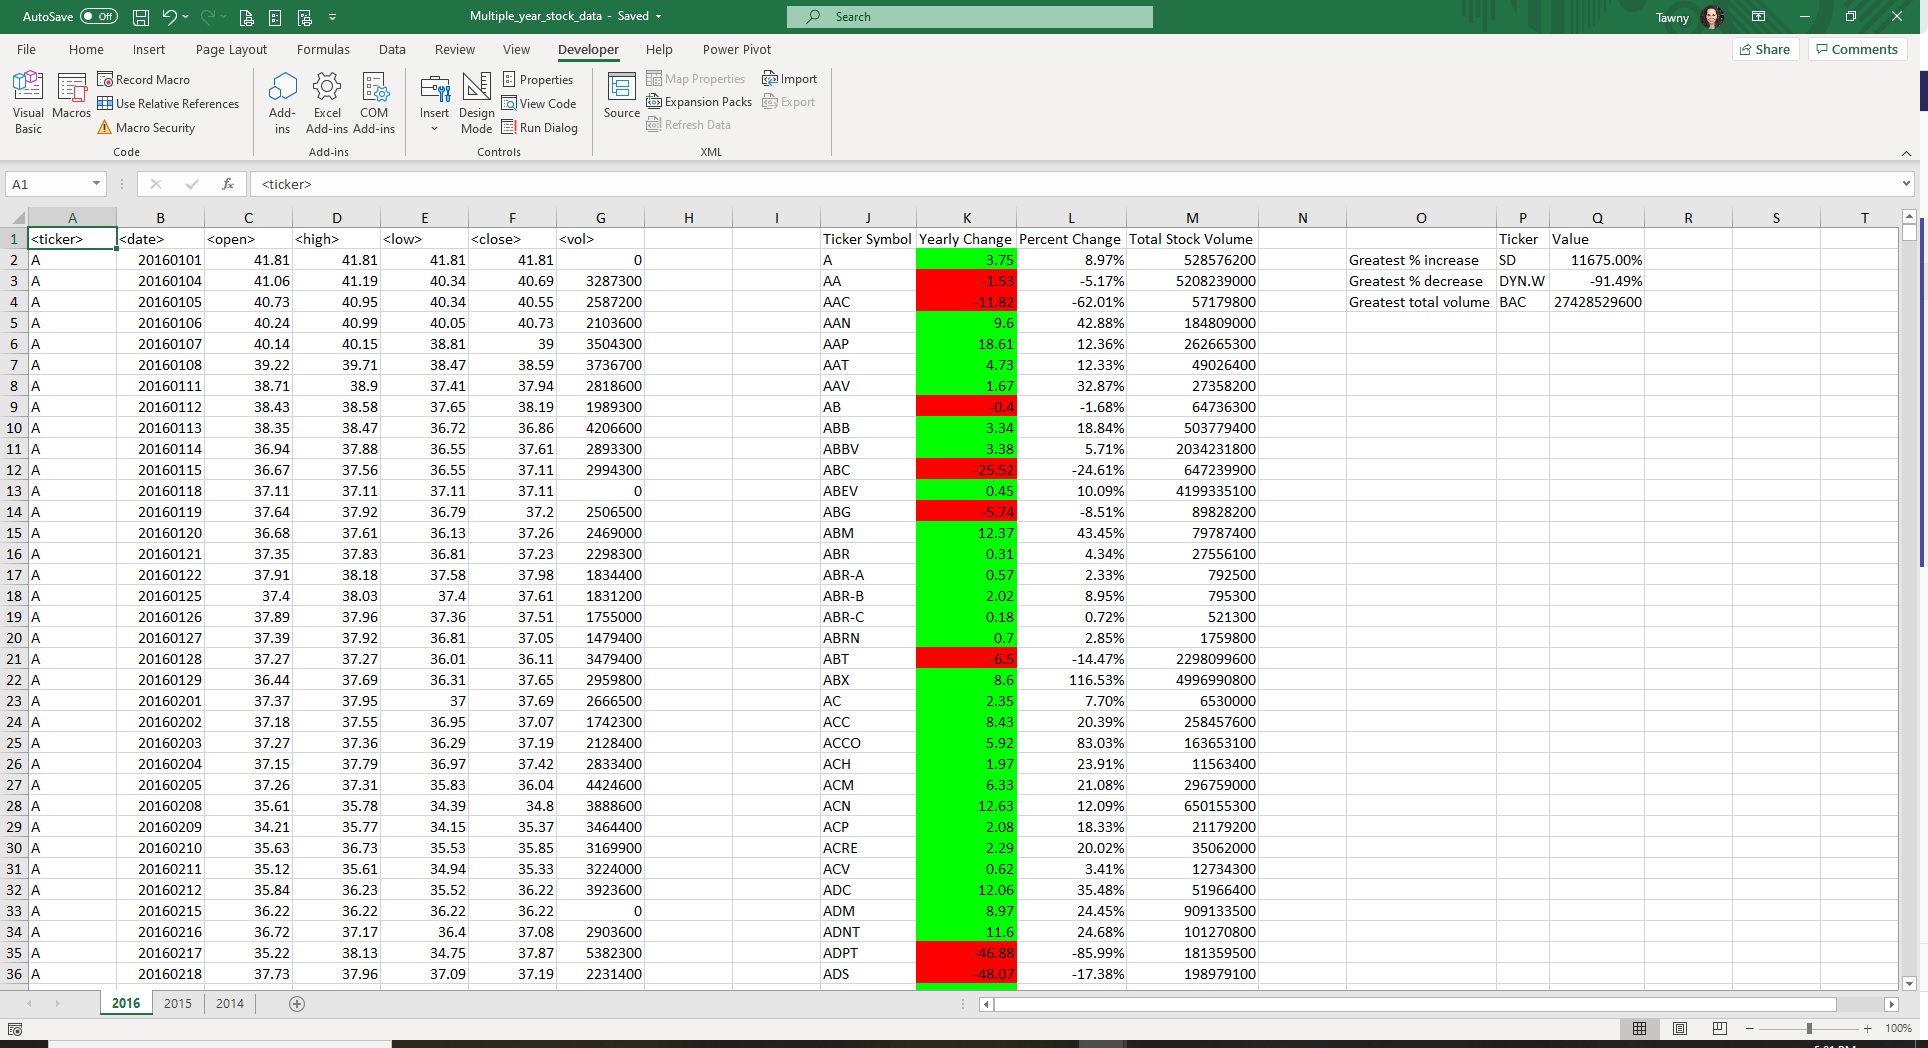 AutoSave Off Multiple_year_stock_data - Saved Search Tawny
File Home Insert Page Layout Formulas Data Review View Developer Help Power Pivot Share Comments
Visual Basic Macros Record Macro Use Relative References Macro Security Code
Add-ins Excel Add-ins COM Add-ins Add-ins
Insert Design Mode Properties View Code Run Dialog Controls
Source Map Properties Expansion Packs Refresh Data Import Export XML
A1 fx <ticker>
A B C D E F G H I J K L M N O P Q R S T
1 <ticker> <date> <open> <high> <low> <close> <vol> Ticker Symbol Yearly Change Percent Change Total Stock Volume Ticker Value
2 A 20160101 41.81 41.81 41.81 41.81 0 A 3.75 8.97% 528576200 Greatest % increase SD 11675.00%
3 A 20160104 41.06 41.19 40.34 40.69 3287300 AA -1.53 -5.17% 5208239000 Greatest % decrease DYN.W -91.49%
4 A 20160105 40.73 40.95 40.34 40.55 2587200 AAC -11.82 -62.01% 57179800 Greatest total volume BAC 27428529600
5 A 20160106 40.24 40.99 40.05 40.73 2103600 AAN 9.6 42.88% 184809000
6 A 20160107 40.14 40.15 38.81 39 3504300 AAP 18.61 12.36% 262665300
7 A 20160108 39.22 39.71 38.47 38.59 3736700 AAT 4.73 12.33% 49026400
8 A 20160111 38.71 38.9 37.41 37.94 2818600 AAV 1.67 32.87% 27358200
9 A 20160112 38.43 38.58 37.65 38.19 1989300 AB -0.4 -1.68% 64736300
10 A 20160113 38.35 38.47 36.72 36.86 4206600 ABB 3.34 18.84% 503779400
11 A 20160114 36.94 37.88 36.55 37.61 2893300 ABBV 3.38 5.71% 2034231800
12 A 20160115 36.67 37.56 36.55 37.11 2994300 ABC -25.52 -24.61% 647239900
13 A 20160118 37.11 37.11 37.11 37.11 0 ABEV 0.45 10.09% 4199335100
14 A 20160119 37.64 37.92 36.79 37.2 2506500 ABG -5.74 -8.51% 89828200
15 A 20160120 36.68 37.61 36.13 37.26 2469000 ABM 12.37 43.45% 79787400
16 A 20160121 37.35 37.83 36.81 37.23 2298300 ABR 0.31 4.34% 27556100
17 A 20160122 37.91 38.18 37.58 37.98 1834400 ABR-A 0.57 2.33% 792500
18 A 20160125 37.4 38.03 37.4 37.61 1831200 ABR-B 2.02 8.95% 795300
19 A 20160126 37.89 37.96 37.36 37.51 1755000 ABR-C 0.18 0.72% 521300
20 A 20160127 37.39 37.92 36.81 37.05 1479400 ABRN 0.7 2.85% 1759800
21 A 20160128 37.27 37.27 36.01 36.11 3479400 ABT -6.5 -14.47% 2298099600
22 A 20160129 36.44 37.69 36.31 37.65 2959800 ABX 8.6 116.53% 4996990800
23 A 20160201 37.37 37.95 37 37.69 2666500 AC 2.35 7.70% 6530000
24 A 20160202 37.18 37.55 36.95 37.07 1742300 ACC 8.43 20.39% 258457600
25 A 20160203 37.27 37.36 36.29 37.19 2128400 ACCO 5.92 83.03% 163653100
26 A 20160204 37.15 37.79 36.97 37.42 2833400 ACH 1.97 23.91% 11563400
27 A 20160205 37.26 37.31 35.83 36.04 4424600 ACM 6.33 21.08% 296759000
28 A 20160208 35.61 35.78 34.39 34.8 3888600 ACN 12.63 12.09% 650155300
29 A 20160209 34.21 35.77 34.15 35.37 3464400 ACP 2.08 18.33% 21179200
30 A 20160210 35.63 36.73 35.53 35.85 3169900 ACRE 2.29 20.02% 35062000
31 A 20160211 35.12 35.61 34.94 35.33 3224000 ACV 0.62 3.41% 12734300
32 A 20160212 35.84 36.23 35.52 36.22 3923600 ADC 12.06 35.48% 51966400
33 A 20160215 36.22 36.22 36.22 36.22 0 ADM 8.97 24.45% 909133500
34 A 20160216 36.72 37.17 36.4 37.08 2903600 ADNT 11.6 24.68% 101270800
35 A 20160217 35.22 38.13 34.75 37.87 5382300 ADPT -46.88 -85.99% 181359500
36 A 20160218 37.73 37.96 37.09 37.19 2231400 ADS -48.07 -17.38% 198979100
2016 2015 2014
100%